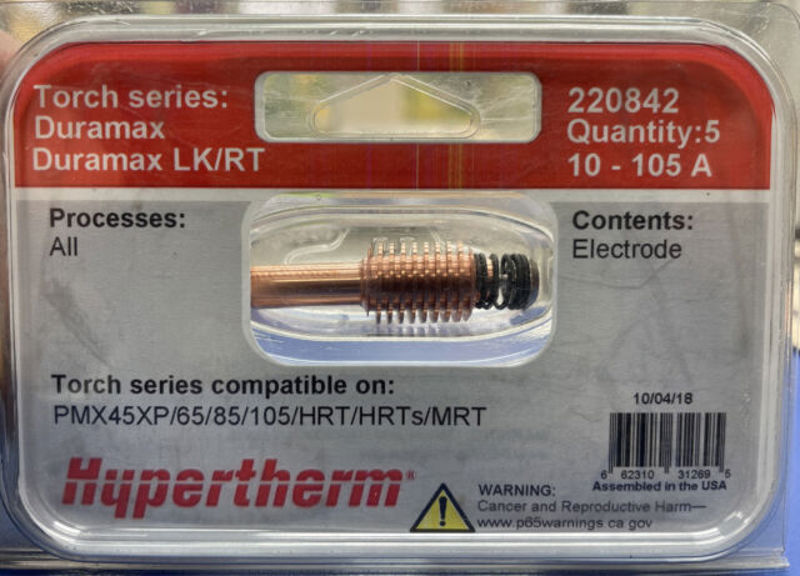 Torch series:
Duramax
Duramax LK/RT
220842
Quantity:5
10 - 105 A
Processes:
All
Contents:
Electrode
Torch series compatible on:
PMX45XP/65/85/105/HRT/HRTs/MRT
10/04/18
6 62310 31269 5
Assembled in the USA
Hypertherm®
WARNING:
Cancer and Reproductive Harm—
www.p65warnings.ca.gov